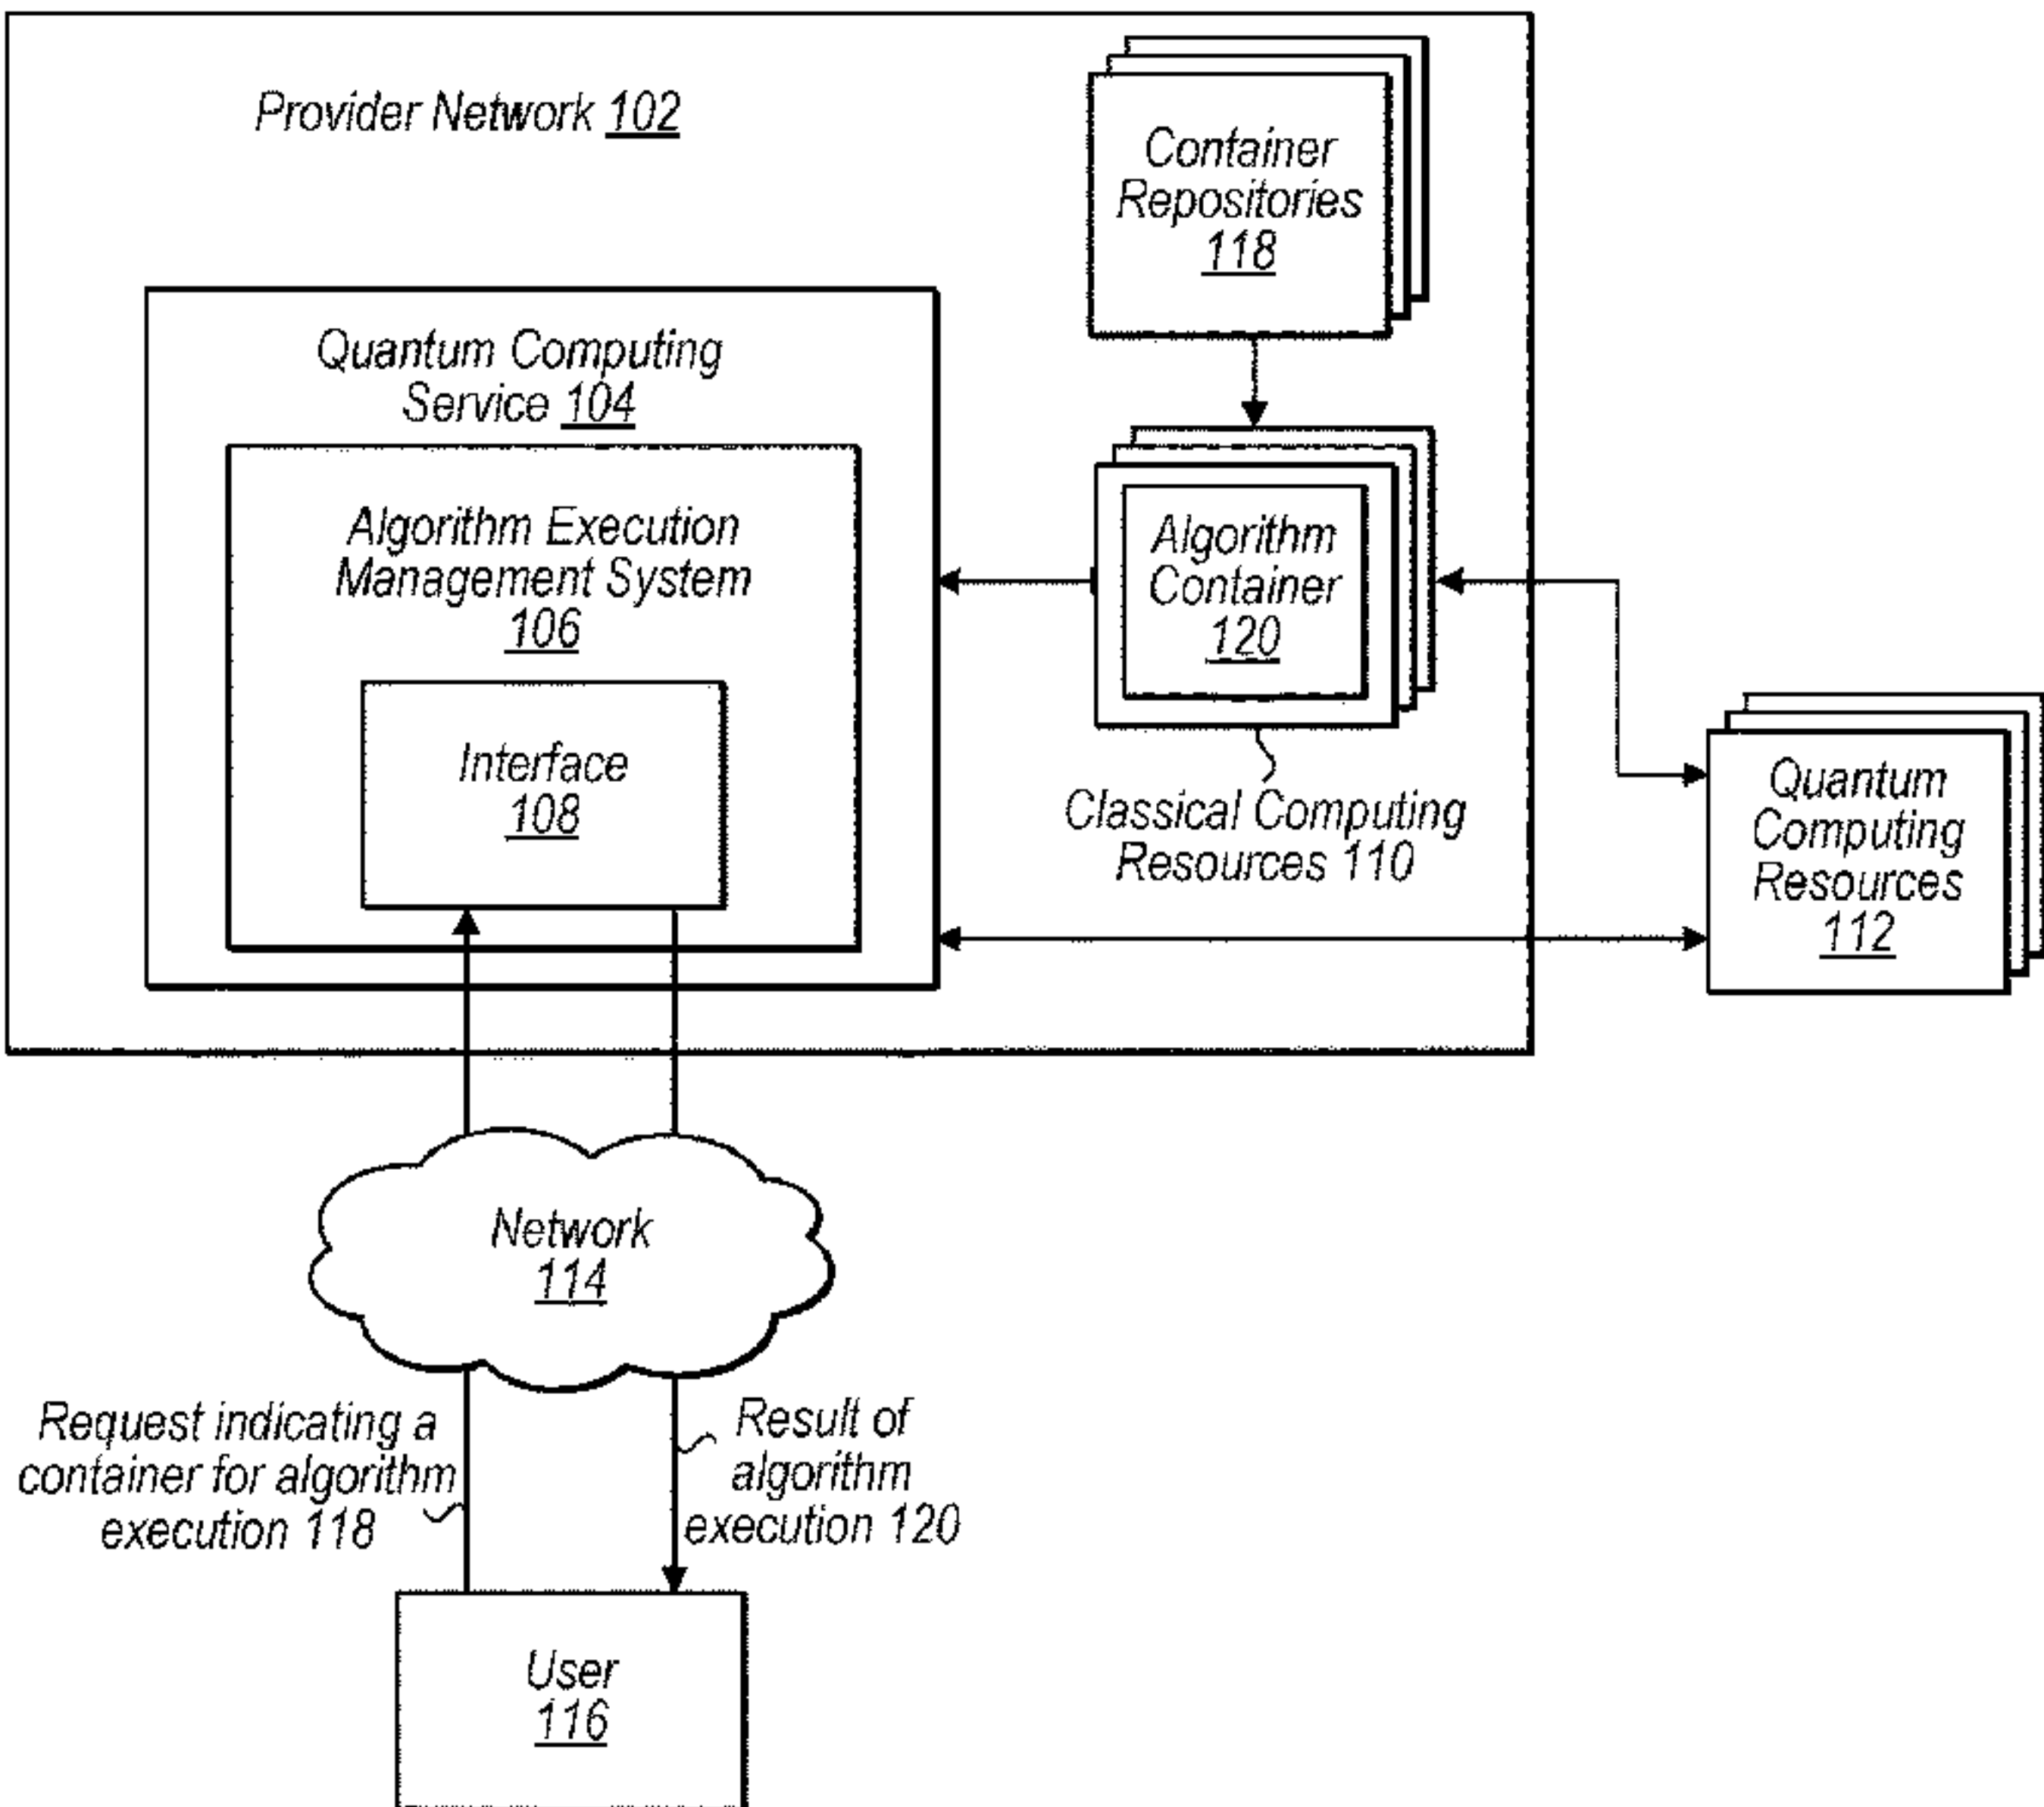 Provider Network 102
Container
Repositories
118
Quantum Computing
Service 104
Algorithm Execution
Management System
106
Algorithm
Container
120
Interface
108
Classical Computing
Resources 110
Quantum
Computing
Resources
112
Network
114
Request indicating a
container for algorithm
execution 118
Result of
algorithm
execution 120
User
116